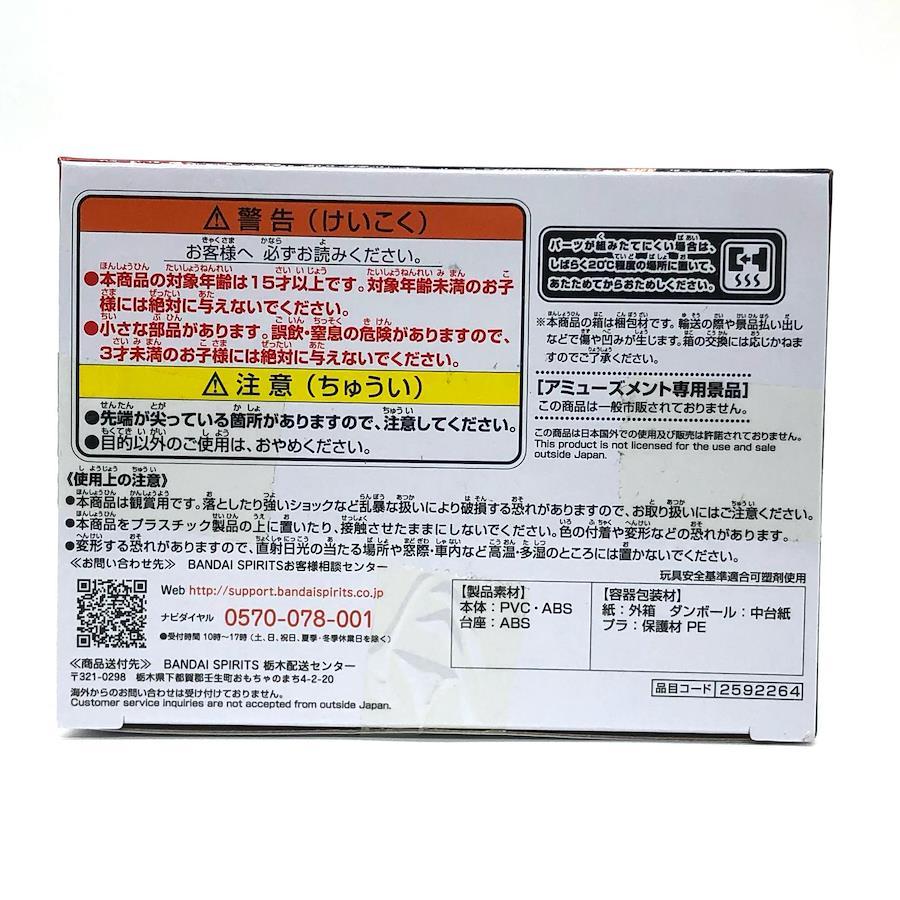 ⚠警告（けいこく）
お客様へ 必ずお読みください。
●本商品の対象年齢は15才以上です。対象年齢未満のお子
様には絶対に与えないでください。
●小さな部品があります。誤飲・窒息の危険がありますので、
3才未満のお子様には絶対に与えないでください。
⚠注意（ちゅうい）
●先端が尖っている箇所がありますので、注意してください。
●目的以外のご使用は、おやめください。
パーツが組みたてにくい場合は、
しばらく20℃程度の場所に置いて、
あたためてからおためしください。
※本商品の箱は梱包材です。輸送の際や景品払い出し
などで傷や凹みが生じます。箱の交換には応じかねま
すのでご了承ください。
【アミューズメント専用景品】
この商品は一般市販されておりません。
この商品は日本国外での使用及び販売は許諾されておりません。
This product is not licensed for the use and sale
outside Japan.
《使用上の注意》
●本商品は観賞用です。落としたり強いショックなど乱暴な扱いにより破損する恐れがありますので、お取り扱いにはご注意ください。
●本商品をプラスチック製品の上に置いたり、接触させたままにしないでください。色の付着や変形などの恐れがあります。
●変形する恐れがありますので、直射日光の当たる場所や窓際・車内など高温・多湿のところには置かないでください。
≪お問い合わせ先≫ BANDAI SPIRITSお客様相談センター
玩具安全基準適合可塑剤使用
Web http://support.bandaispirits.co.jp
ナビダイヤル 0570-078-001
●受付時間 10時～17時（土、日、祝日、夏季・冬季休業日を除く）
≪商品送付先≫ BANDAI SPIRITS 栃木配送センター
〒321-0298 栃木県下都賀郡壬生町おもちゃのまち4-2-20
海外からのお問い合わせは受け付けておりません。
Customer service inquiries are not accepted from outside Japan.
【製品素材】
本体：PVC・ABS
台座：ABS
【容器包装材】
紙：外箱 ダンボール：中台紙
プラ：保護材 PE
品目コード 2592264